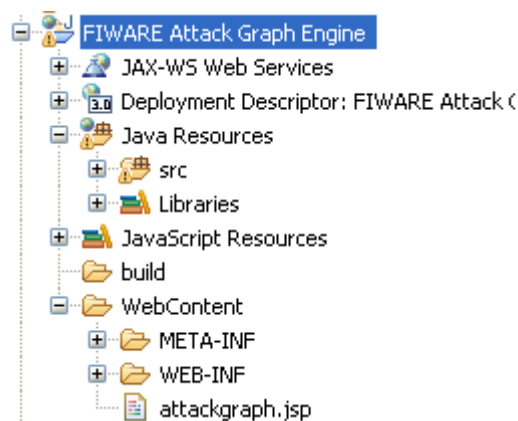 FIWARE Attack Graph Engine
JAX-WS Web Services
3.0 Deployment Descriptor: FIWARE Attack
Java Resources
src
Libraries
JavaScript Resources
build
WebContent
META-INF
WEB-INF
attackgraph.jsp